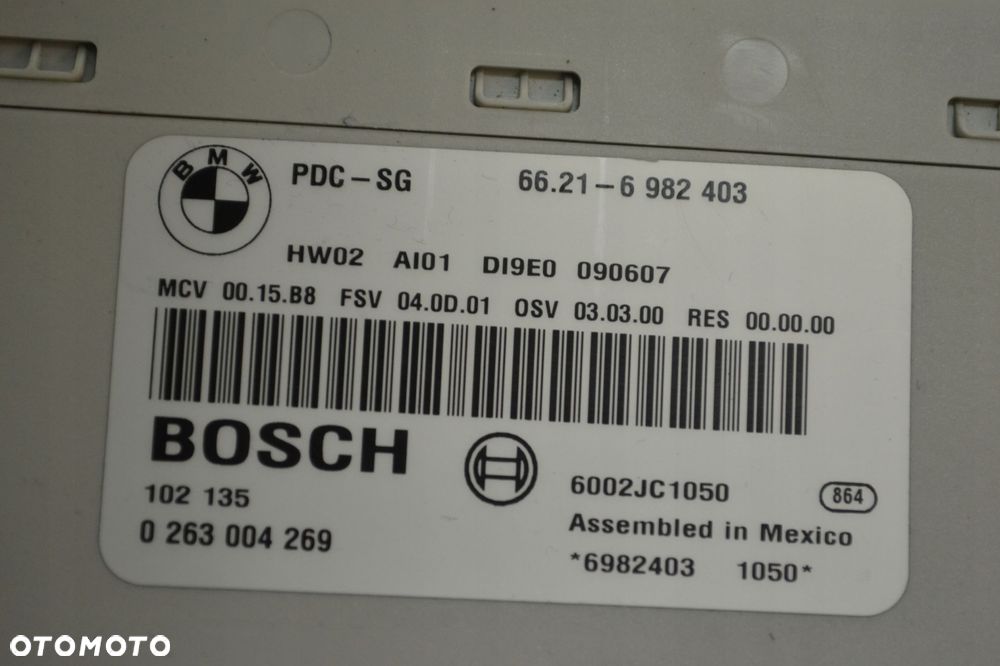 BMW
PDC-SG 66.21-6 982 403
HW02 AI01 DI9E0 090607
MCV 00.15.B8 FSV 04.0D.01 OSV 03.03.00 RES 00.00.00
BOSCH
102 135
0 263 004 269
6002JC1050 864
Assembled in Mexico
*6982403 1050*
OTOMOTO